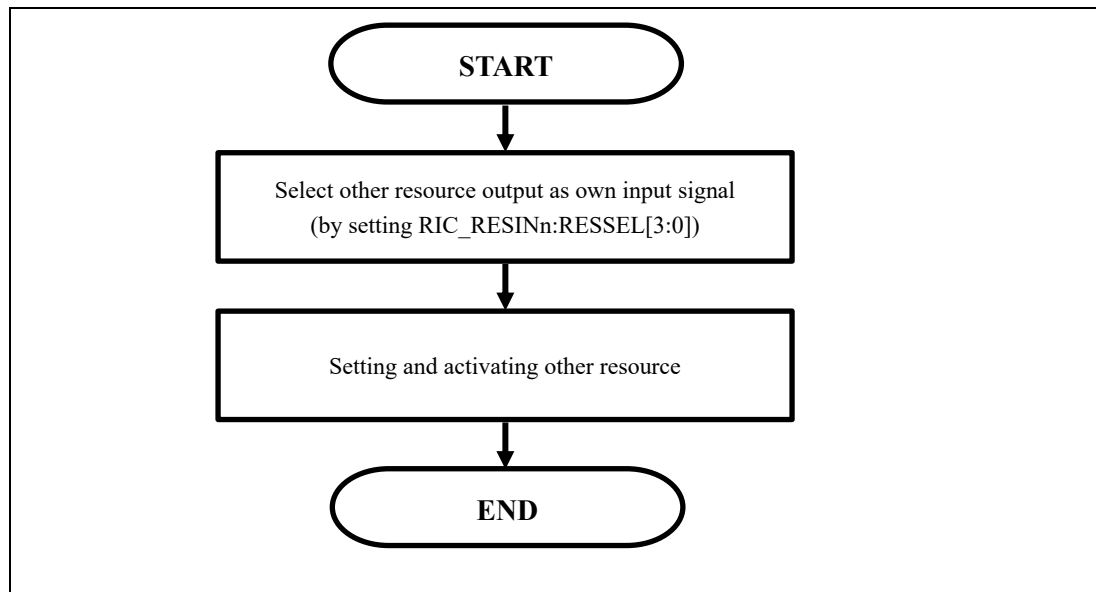 START
Select other resource output as own input signal
(by setting RIC_RESINn:RESSEL[3:0])
Setting and activating other resource
END